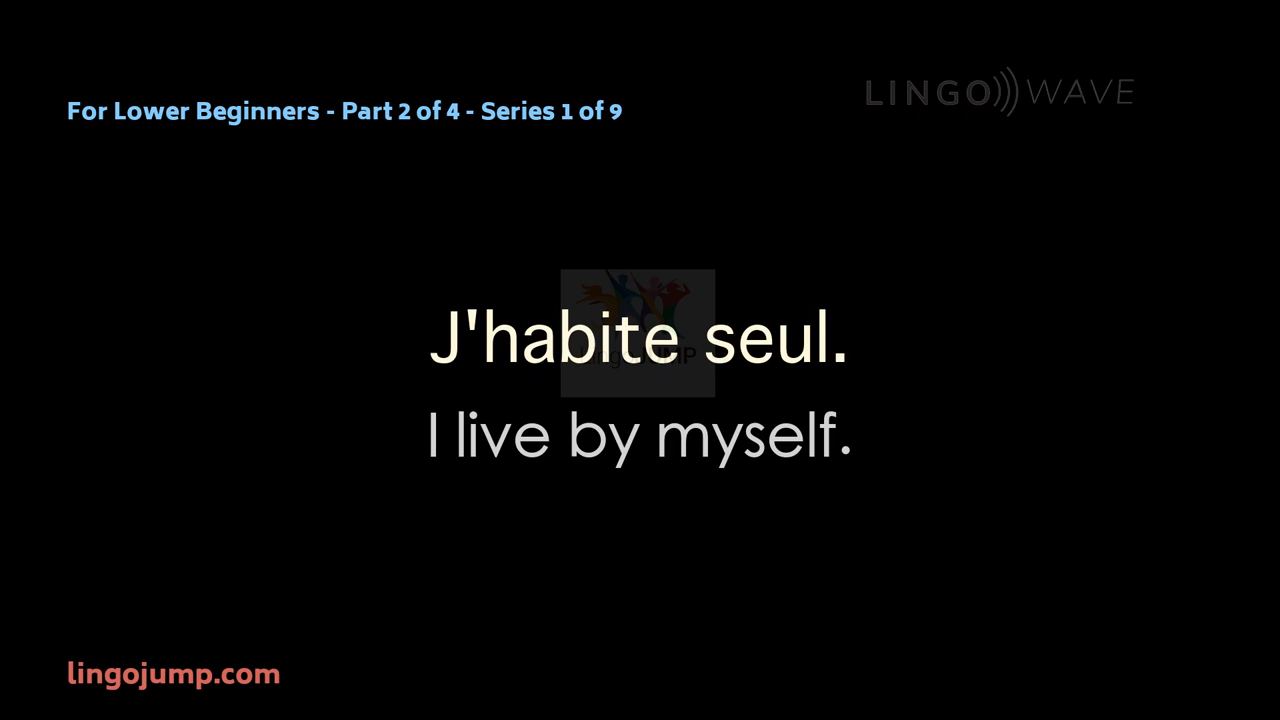 For Lower Beginners - Part 2 of 4 - Series 1 of 9
LINGO WAVE
J'habite seul.
I live by myself.
lingojump.com